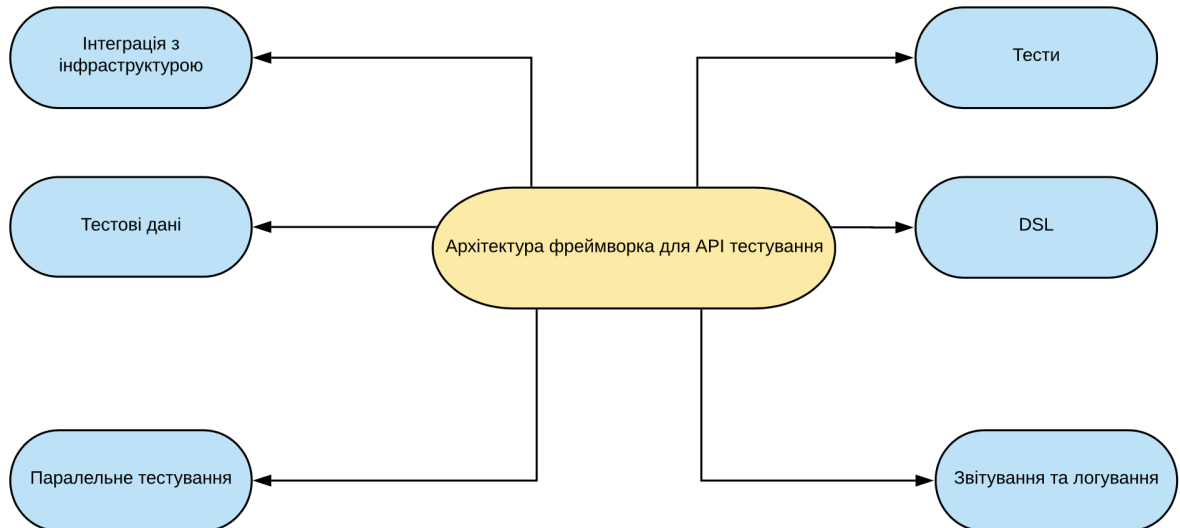 Інтеграція з
інфраструктурою
Тести
Тестові дані
Архітектура фреймворка для API тестування
DSL
Паралельне тестування
Звітування та логування